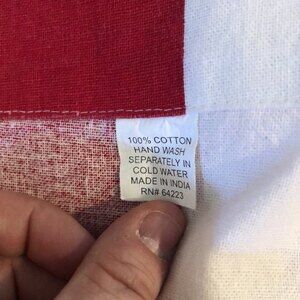 100% COTTON
HAND WASH
SEPARATELY IN
COLD WATER
MADE IN INDIA
RN# 64223